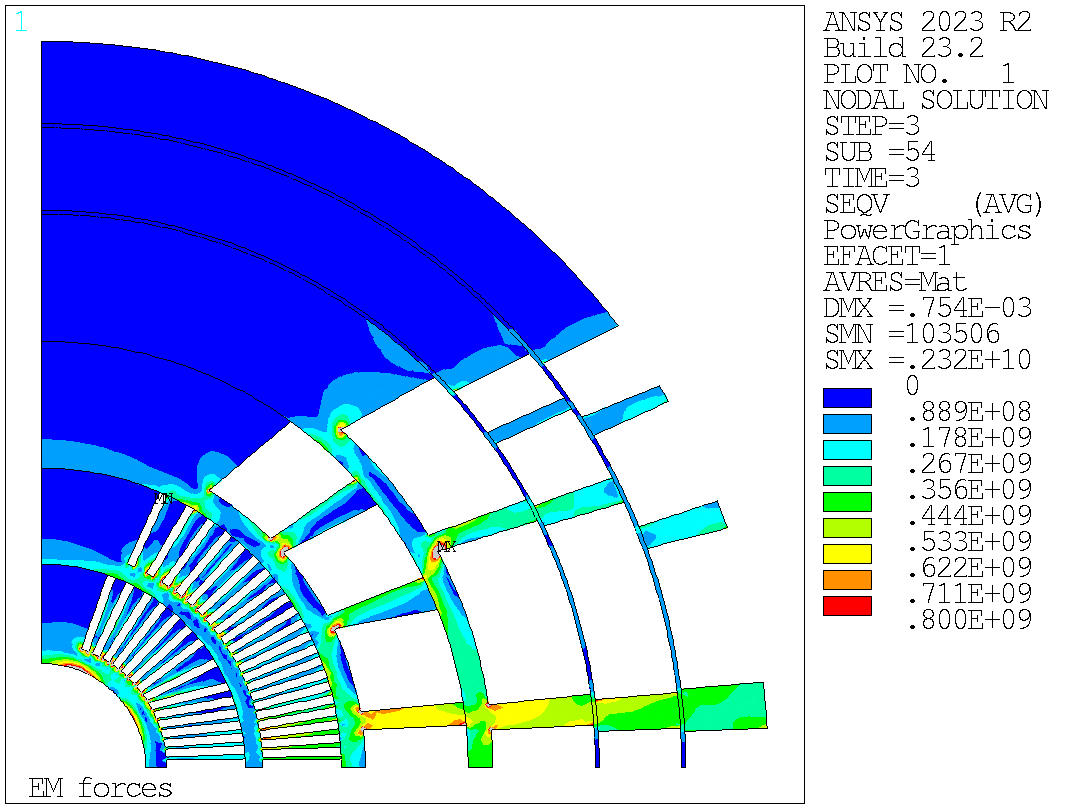 1
ANSYS 2023 R2
Build 23.2
PLOT NO. 1
NODAL SOLUTION
STEP=3
SUB =54
TIME=3
SEQV (AVG)
PowerGraphics
EFACET=1
AVRES=Mat
DMX =.754E-03
SMN =103506
SMX =.232E+10
0
.889E+08
.178E+09
.267E+09
.356E+09
.444E+09
.533E+09
.622E+09
.711E+09
.800E+09
MN
MX
EM forces